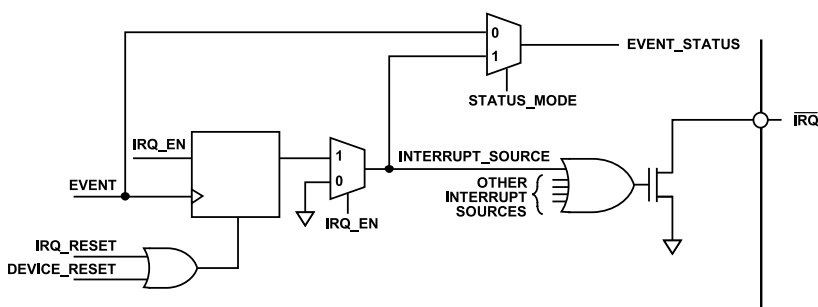 0
1
EVENT_STATUS
STATUS_MODE
IRQ
IRQ_EN
1
0
INTERRUPT_SOURCE
EVENT
OTHER
INTERRUPT
SOURCES
IRQ_EN
IRQ_RESET
DEVICE_RESET